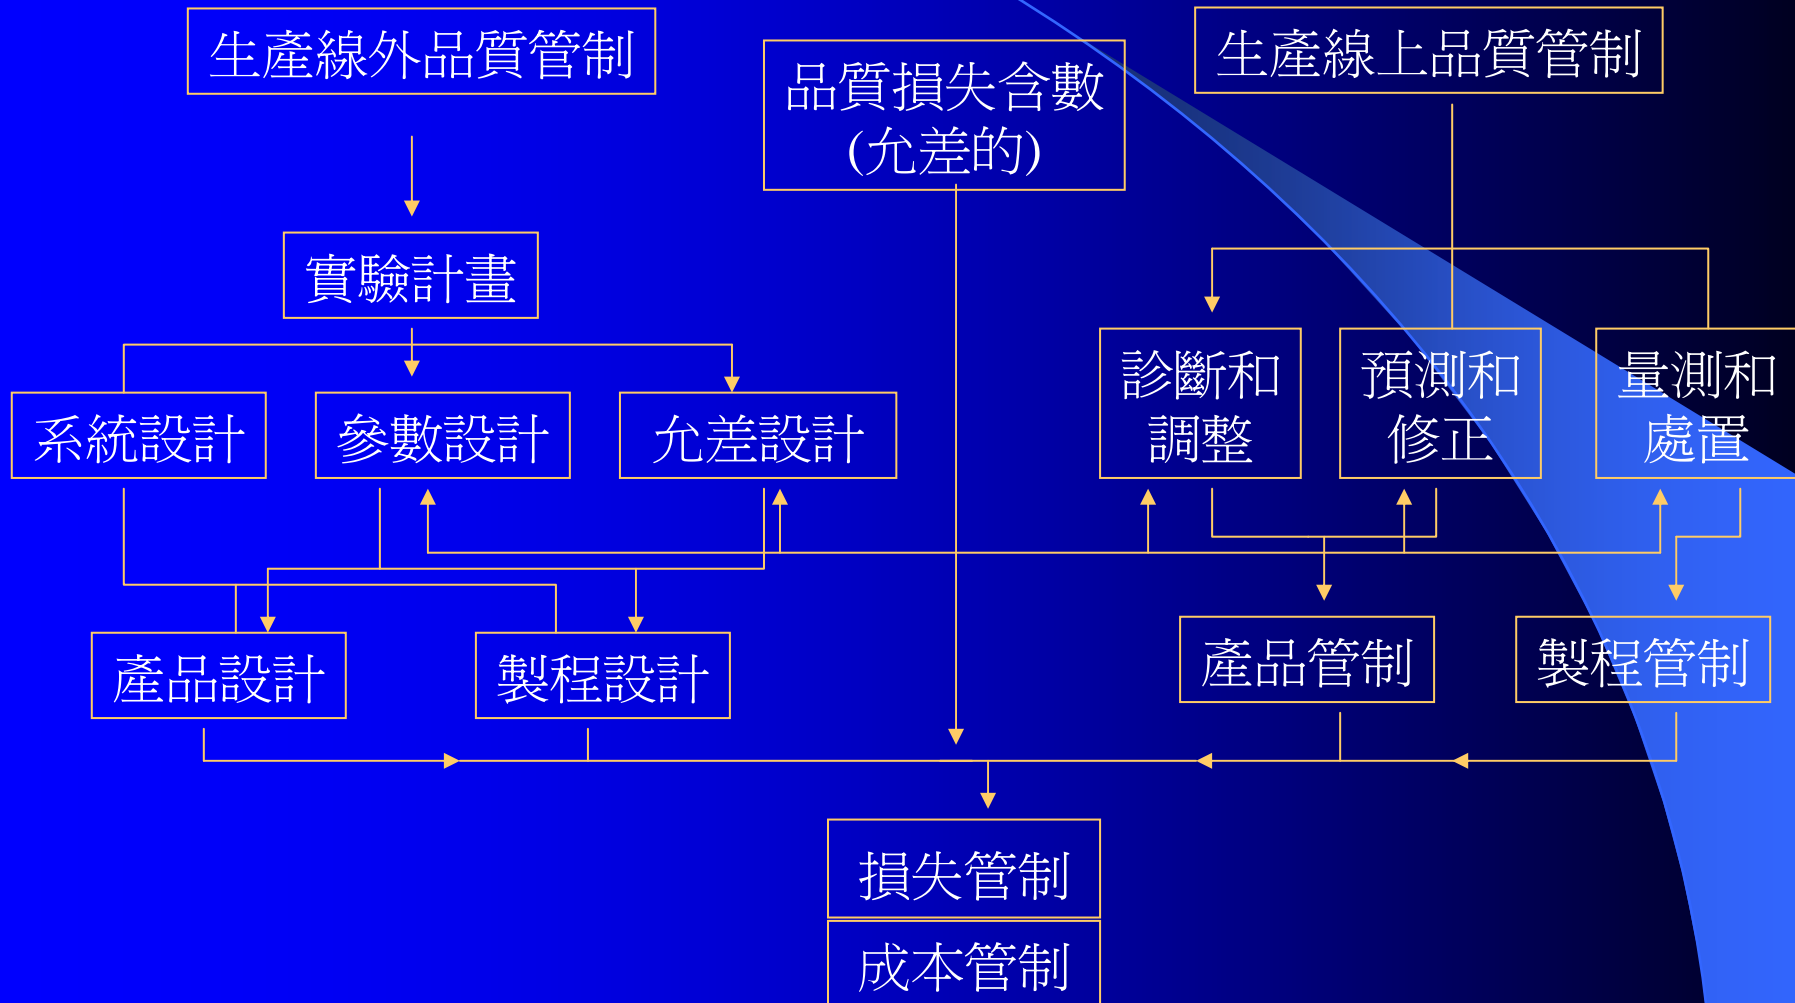 生產線外品質管制
品質損失含數
(允差的)
生產線上品質管制
實驗計畫
系統設計
參數設計
允差設計
診斷和
調整
預測和
修正
量測和
處置
產品設計
製程設計
產品管制
製程管制
損失管制
成本管制